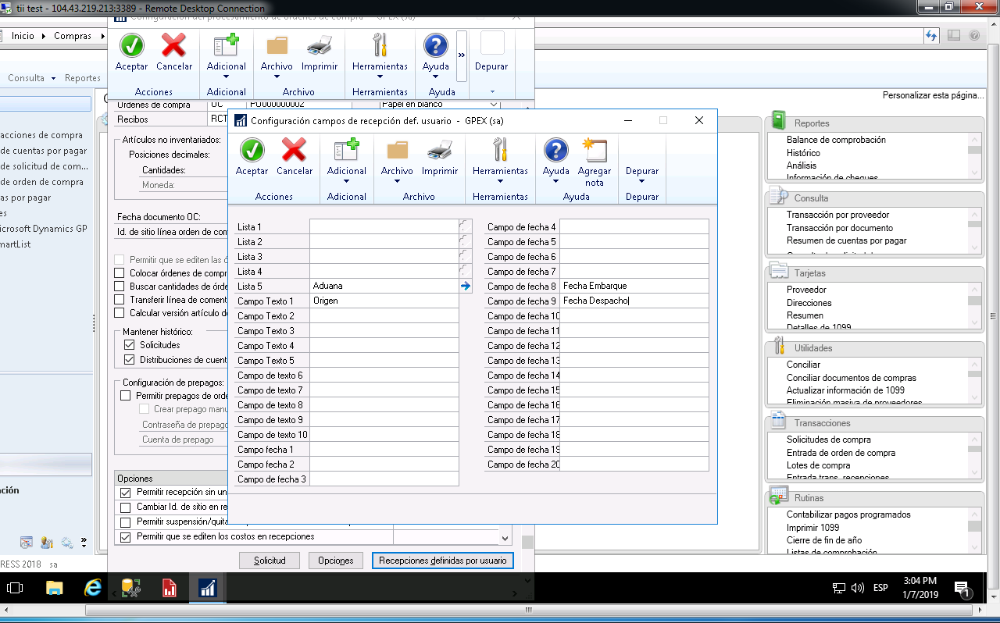 tii test - 104.43.219.213:3389 - Remote Desktop Connection
Configuración del procesamiento de órdenes de compra - GPEX (sa)
Inicio Compras
Aceptar Cancelar Adicional Archivo Imprimir Herramientas Ayuda » Depurar
Acciones Adicional Archivo Herramientas Ayuda
Consulta Reportes
Personalizar esta página...
Órdenes de compra OC PO00000002 Papel en blanco
Recibos RCT
acciones de compra
de cuentas por pagar
de solicitud de com...
de orden de compra
as por pagar
es
icrosoft Dynamics GP
martList
Artículos no inventariados:
Posiciones decimales:
Cantidades:
Moneda:
Fecha documento OC:
Id. de sitio línea orden de com
Permitir que se editen las ó
Colocar órdenes de compr
Buscar cantidades de órde
Transferir línea de coment
Calcular versión artículo d
Mantener histórico:
Solicitudes
Distribuciones de cuent
Configuración de prepagos:
Permitir prepagos de orde
Crear prepago manu
Contraseña de prepago
Cuenta de prepago
Opciones
Permitir recepción sin un
Cambiar Id. de sitio en re
Permitir suspensión/quita
Permitir que se editen los costos en recepciones
Solicitud Opciones Recepciones definidas por usuario
ación
»
RESS 2018 sa
Configuración campos de recepción def. usuario - GPEX (sa)
Aceptar Cancelar Adicional Archivo Imprimir Herramientas Ayuda Agregar nota Depurar
Acciones Adicional Archivo Herramientas Ayuda Depurar
Lista 1
Lista 2
Lista 3
Lista 4
Lista 5 Aduana
Campo Texto 1 Origen
Campo Texto 2
Campo Texto 3
Campo Texto 4
Campo Texto 5
Campo de texto 6
Campo de texto 7
Campo de texto 8
Campo de texto 9
Campo de texto 10
Campo fecha 1
Campo fecha 2
Campo de fecha 3
Campo de fecha 4
Campo de fecha 5
Campo de fecha 6
Campo de fecha 7
Campo de fecha 8 Fecha Embarque
Campo de fecha 9 Fecha Despacho
Campo de fecha 10
Campo de fecha 11
Campo de fecha 12
Campo de fecha 13
Campo de fecha 14
Campo de fecha 15
Campo de fecha 16
Campo de fecha 17
Campo de fecha 18
Campo de fecha 19
Campo de fecha 20
Reportes
Balance de comprobación
Histórico
Análisis
Información de cheques
Consulta
Transacción por proveedor
Transacción por documento
Resumen de cuentas por pagar
Tarjetas
Proveedor
Direcciones
Resumen
Detalles de 1099
Utilidades
Conciliar
Conciliar documentos de compras
Actualizar información de 1099
Eliminación masiva de proveedores
Transacciones
Solicitudes de compra
Entrada de orden de compra
Lotes de compra
Entrada trans. recepciones
Rutinas
Contabilizar pagos programados
Imprimir 1099
Cierre de fin de año
Listas de comprobación
ESP
3:04 PM
1/7/2019
1